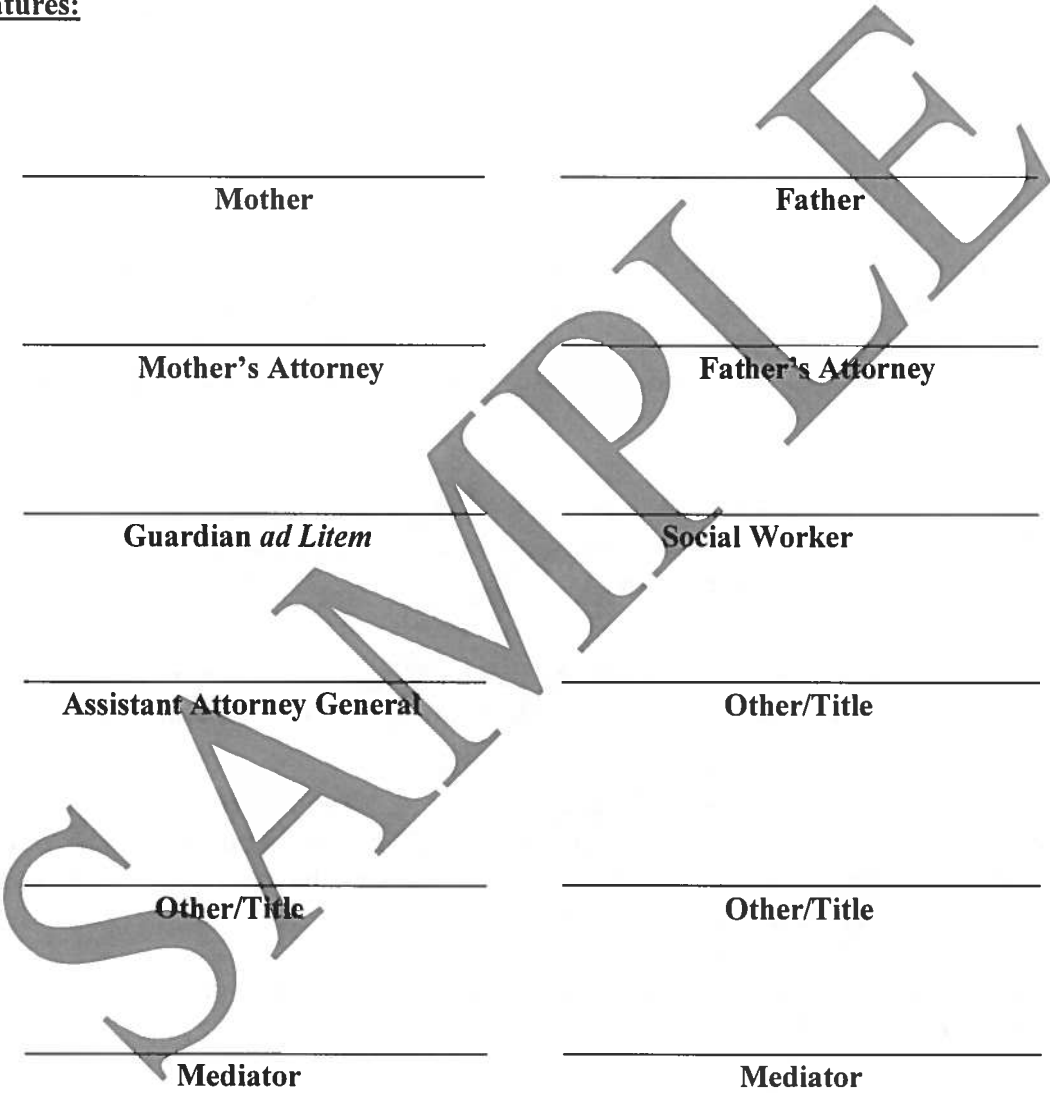 atures:
Mother Father
Mother's Attorney Father's Attorney
Guardian ad Litem Social Worker
Assistant Attorney General Other/Title
Other/Title Other/Title
Mediator Mediator
SAMPLE